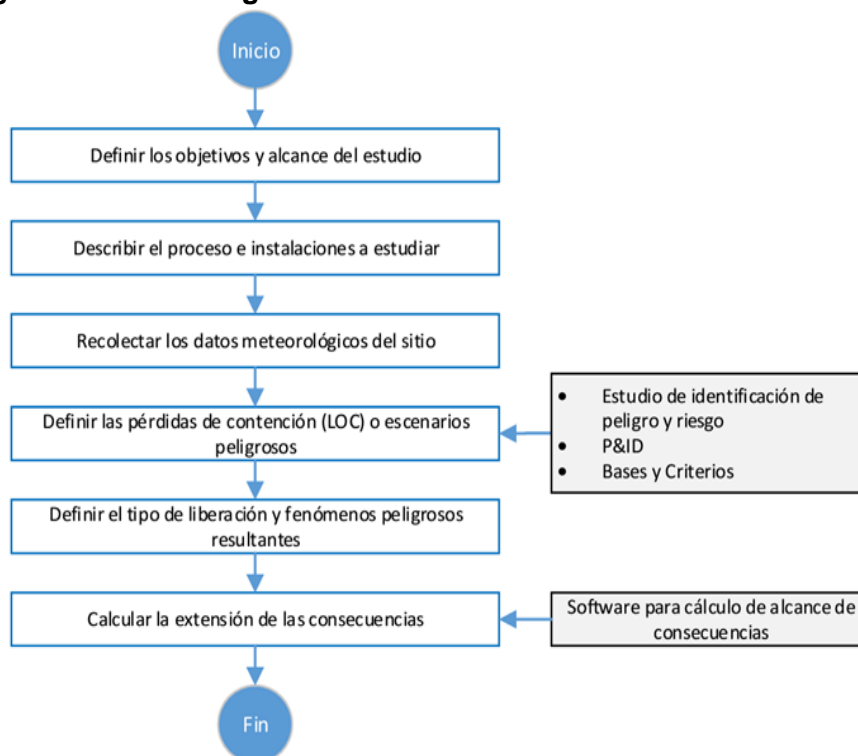 Inicio
Definir los objetivos y alcance del estudio
Describir el proceso e instalaciones a estudiar
Recolectar los datos meteorológicos del sitio
Definir las pérdidas de contención (LOC) o escenarios
peligrosos
• Estudio de identificación de
peligro y riesgo
• P&ID
• Bases y Criterios
Definir el tipo de liberación y fenómenos peligrosos
resultantes
Calcular la extensión de las consecuencias
Software para cálculo de alcance de
consecuencias
Fin